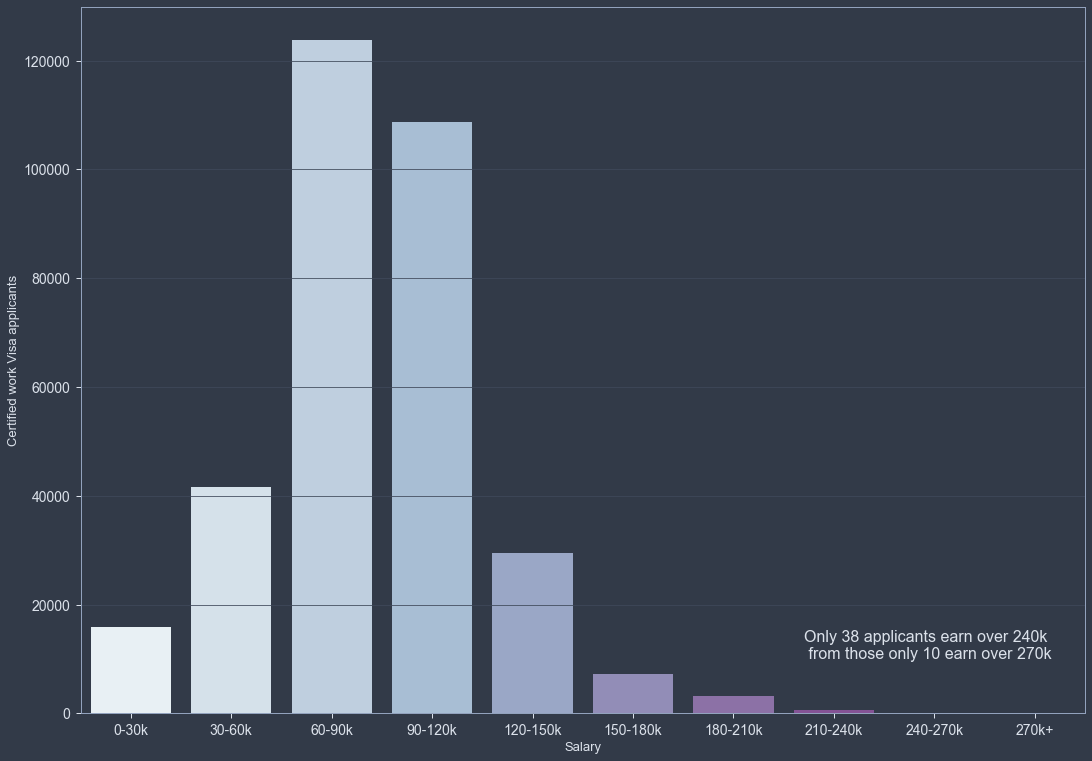 120000
100000
80000
60000
40000
20000
0
Certified work Visa applicants
Only 38 applicants earn over 240k
from those only 10 earn over 270k
0-30k 30-60k 60-90k 90-120k 120-150k 150-180k 180-210k 210-240k 240-270k 270k+
Salary